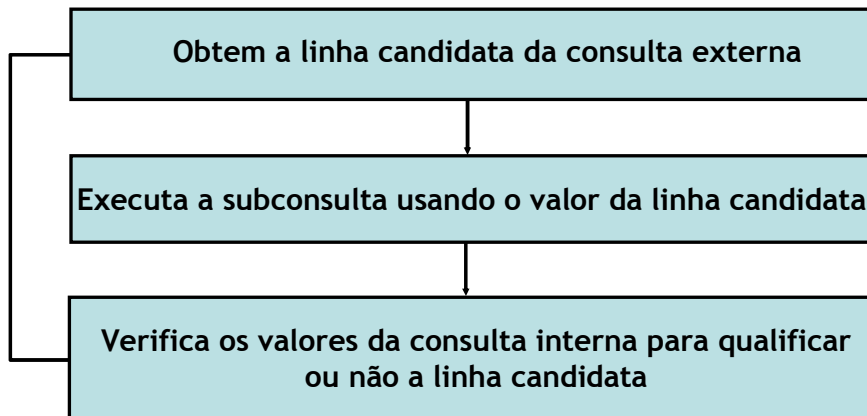 Obtem a linha candidata da consulta externa
Executa a subconsulta usando o valor da linha candidata
Verifica os valores da consulta interna para qualificar
ou não a linha candidata